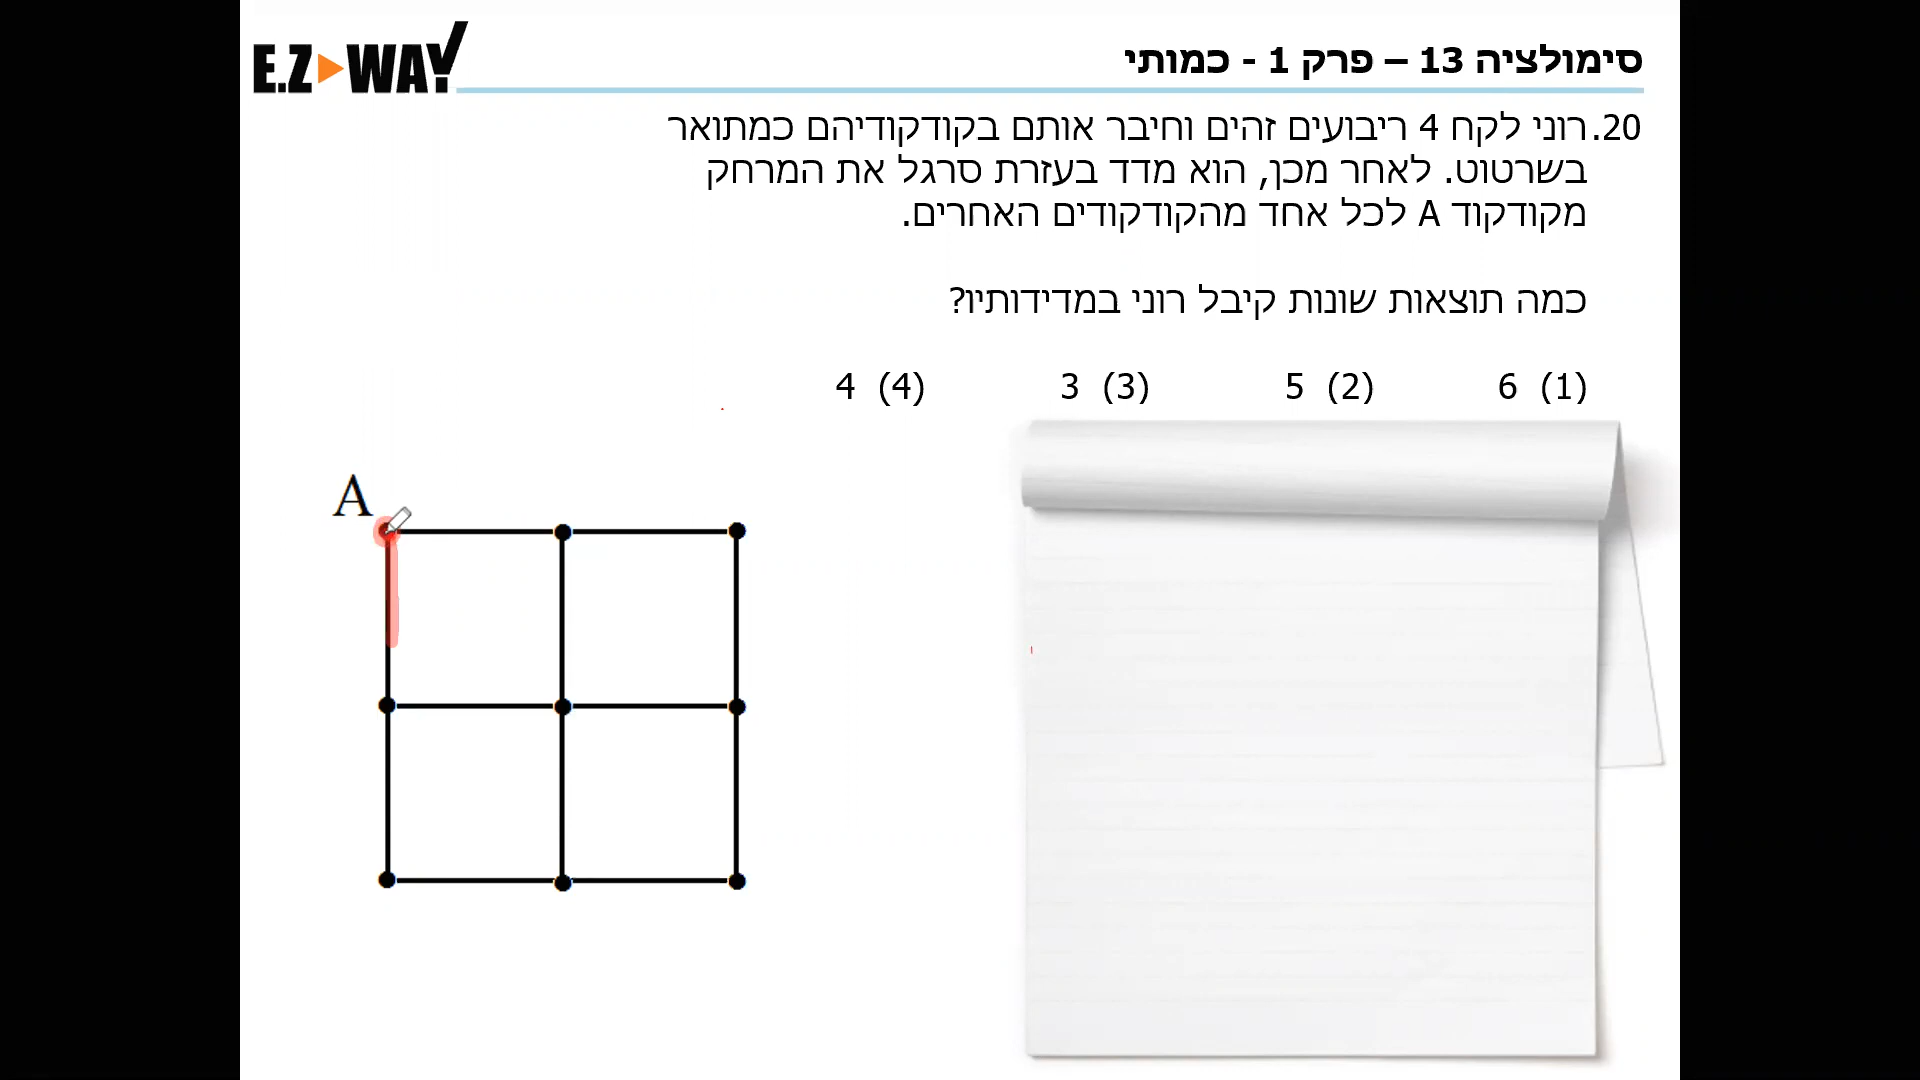 E.Z WAY
סימולציה 13 – פרק 1 - כמותי
20. רוני לקח 4 ריבועים זהים וחיבר אותם בקודקודיהם כמתואר
בשרטוט. לאחר מכן, הוא מדד בעזרת סרגל את המרחק
מקודקוד A לכל אחד מהקודקודים האחרים.
כמה תוצאות שונות קיבל רוני במדידותיו?
(1) 6 (2) 5 (3) 3 (4) 4
A